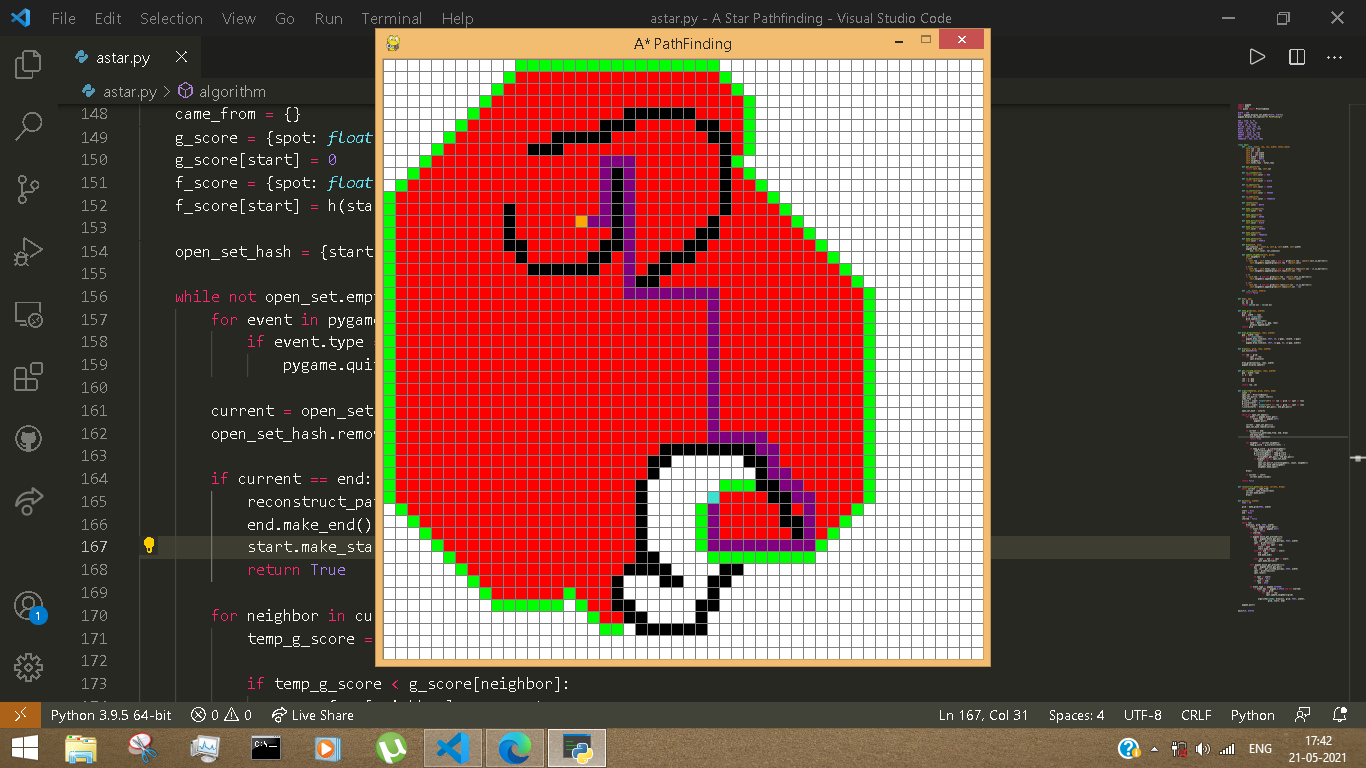 File Edit Selection View Go Run Terminal Help astar.py - A Star Pathfinding - Visual Studio Code
A* PathFinding
astar.py
astar.py > algorithm
148 came_from = {}
149 g_score = {spot: float
150 g_score[start] = 0
151 f_score = {spot: float
152 f_score[start] = h(sta
153
154 open_set_hash = {start
155
156 while not open_set.empt
157 for event in pygame
158 if event.type =
159 pygame.quit
160
161 current = open_set
162 open_set_hash.remov
163
164 if current == end:
165 reconstruct_pa
166 end.make_end()
167 start.make_sta
168 return True
169
170 for neighbor in cu
171 temp_g_score =
172
173 if temp_g_score < g_score[neighbor]:
1
Python 3.9.5 64-bit 0 0 Live Share Ln 167, Col 31 Spaces: 4 UTF-8 CRLF Python
ENG 17:42
21-05-2021